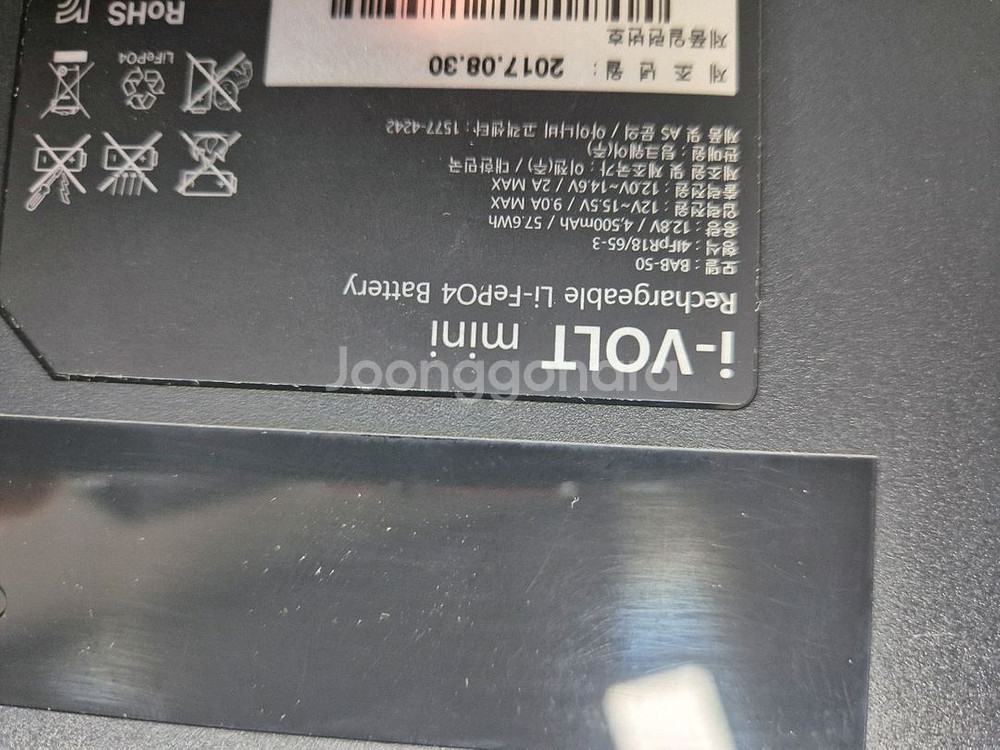 i-VOLT mini
Rechargeable Li-FePO4 Battery
모델 : BAB-50
형식 : 4IFpR18/65-3
용량 : 12.8V / 4,500mAh / 57.6Wh
입력전원 : 12V~15.5V / 9.0A MAX
출력전원 : 12.0V~14.6V / 2A MAX
제조원 및 제조국가 : 이젠(주) / 대한민국
판매원 : 팅크웨어(주)
제품 및 AS 문의 / 아이나비 고객센터 : 1577-4242
제 조 년 월 : 2017.08.30
제품일련번호
LiFePO4
RoHS
Joonggonara